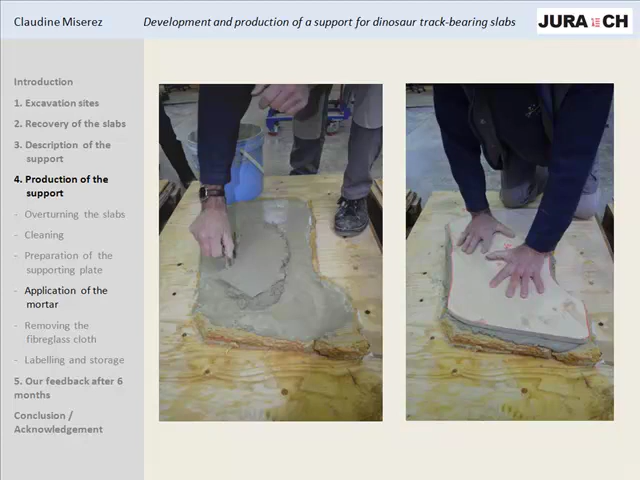 Claudine Miserez
Development and production of a support for dinosaur track-bearing slabs
JURA CH
Introduction
1. Excavation sites
2. Recovery of the slabs
3. Description of the
support
4. Production of the
support
- Overturning the slabs
- Cleaning
- Preparation of the
supporting plate
- Application of the
mortar
- Removing the
fibreglass cloth
- Labelling and storage
5. Our feedback after 6
months
Conclusion /
Acknowledgement